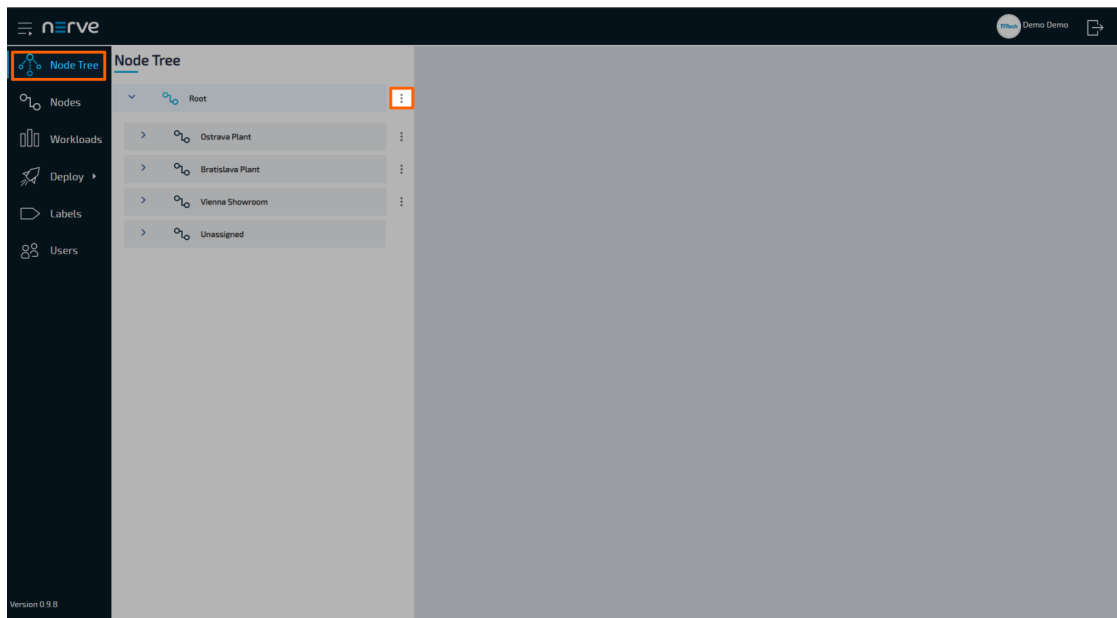 nerve
TTTech Demo Demo
Node Tree
Nodes
Workloads
Deploy
Labels
Users
Version 0.9.8
Node Tree
Root
Ostrava Plant
Bratislava Plant
Vienna Showroom
Unassigned